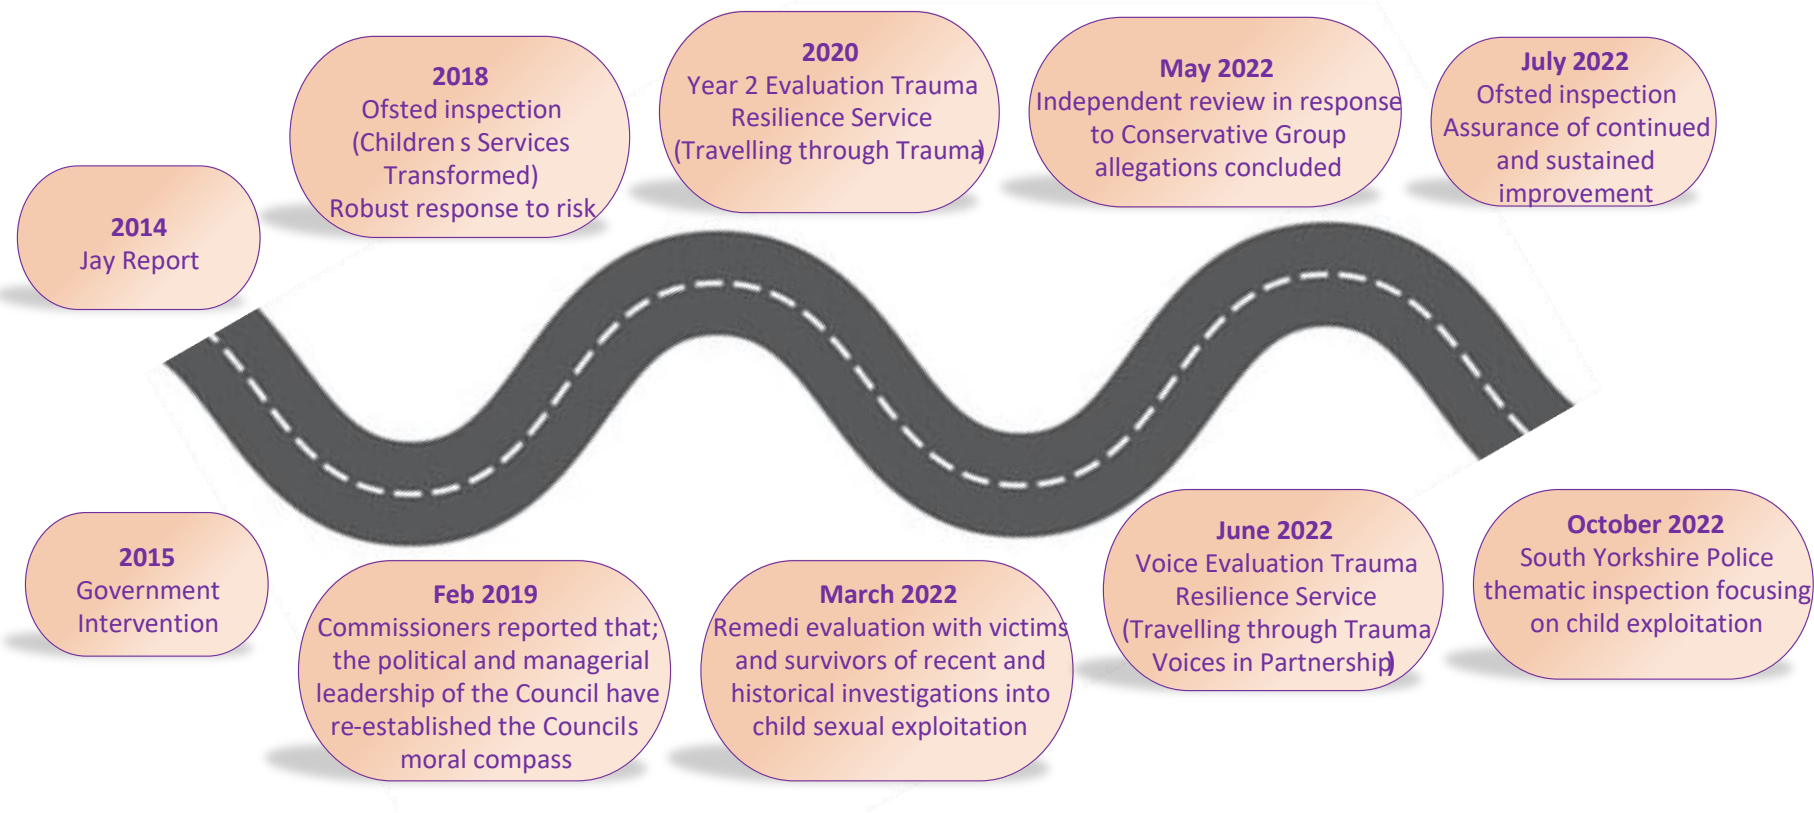 2014
Jay Report
2015
Government
Intervention
2018
Ofsted inspection
(Children s Services
Transformed)
Robust response to risk
Feb 2019
Commissioners reported that;
the political and managerial
leadership of the Council have
re-established the Councils
moral compass
2020
Year 2 Evaluation Trauma
Resilience Service
(Travelling through Trauma)
March 2022
Remedi evaluation with victims
and survivors of recent and
historical investigations into
child sexual exploitation
May 2022
Independent review in response
to Conservative Group
allegations concluded
June 2022
Voice Evaluation Trauma
Resilience Service
(Travelling through Trauma
Voices in Partnership)
July 2022
Ofsted inspection
Assurance of continued
and sustained
improvement
October 2022
South Yorkshire Police
thematic inspection focusing
on child exploitation